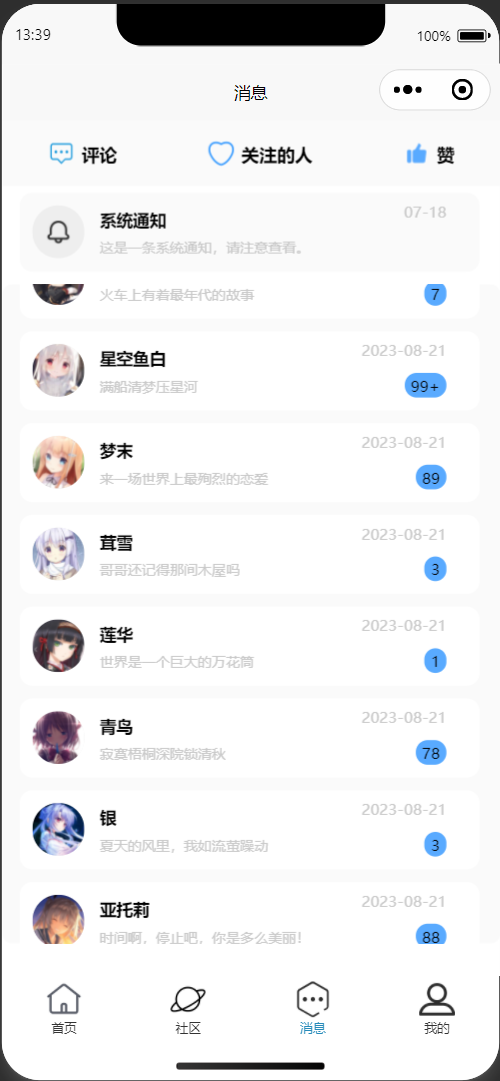 13:39
100%
消息
评论
关注的人
赞
系统通知
07-18
这是一条系统通知，请注意查看。
火车上有着最年代的故事
7
星空鱼白
2023-08-21
满船清梦压星河
99+
梦末
2023-08-21
来一场世界上最殉烈的恋爱
89
茸雪
2023-08-21
哥哥还记得那间木屋吗
3
莲华
2023-08-21
世界是一个巨大的万花筒
1
青鸟
2023-08-21
寂寞梧桐深院锁清秋
78
银
2023-08-21
夏天的风里，我如流萤躁动
3
亚托莉
2023-08-21
时间啊，停止吧，你是多么美丽！
88
首页
社区
消息
我的